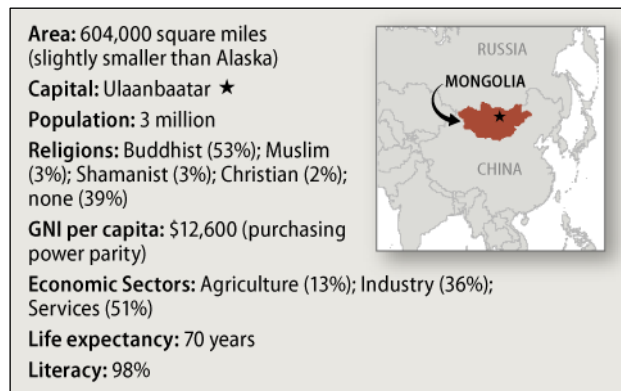 Area: 604,000 square miles
(slightly smaller than Alaska)
Capital: Ulaanbaatar ★
Population: 3 million
Religions: Buddhist (53%); Muslim
(3%); Shamanist (3%); Christian (2%);
none (39%)
GNI per capita: $12,600 (purchasing
power parity)
Economic Sectors: Agriculture (13%); Industry (36%);
Services (51%)
Life expectancy: 70 years
Literacy: 98%
RUSSIA
MONGOLIA
CHINA